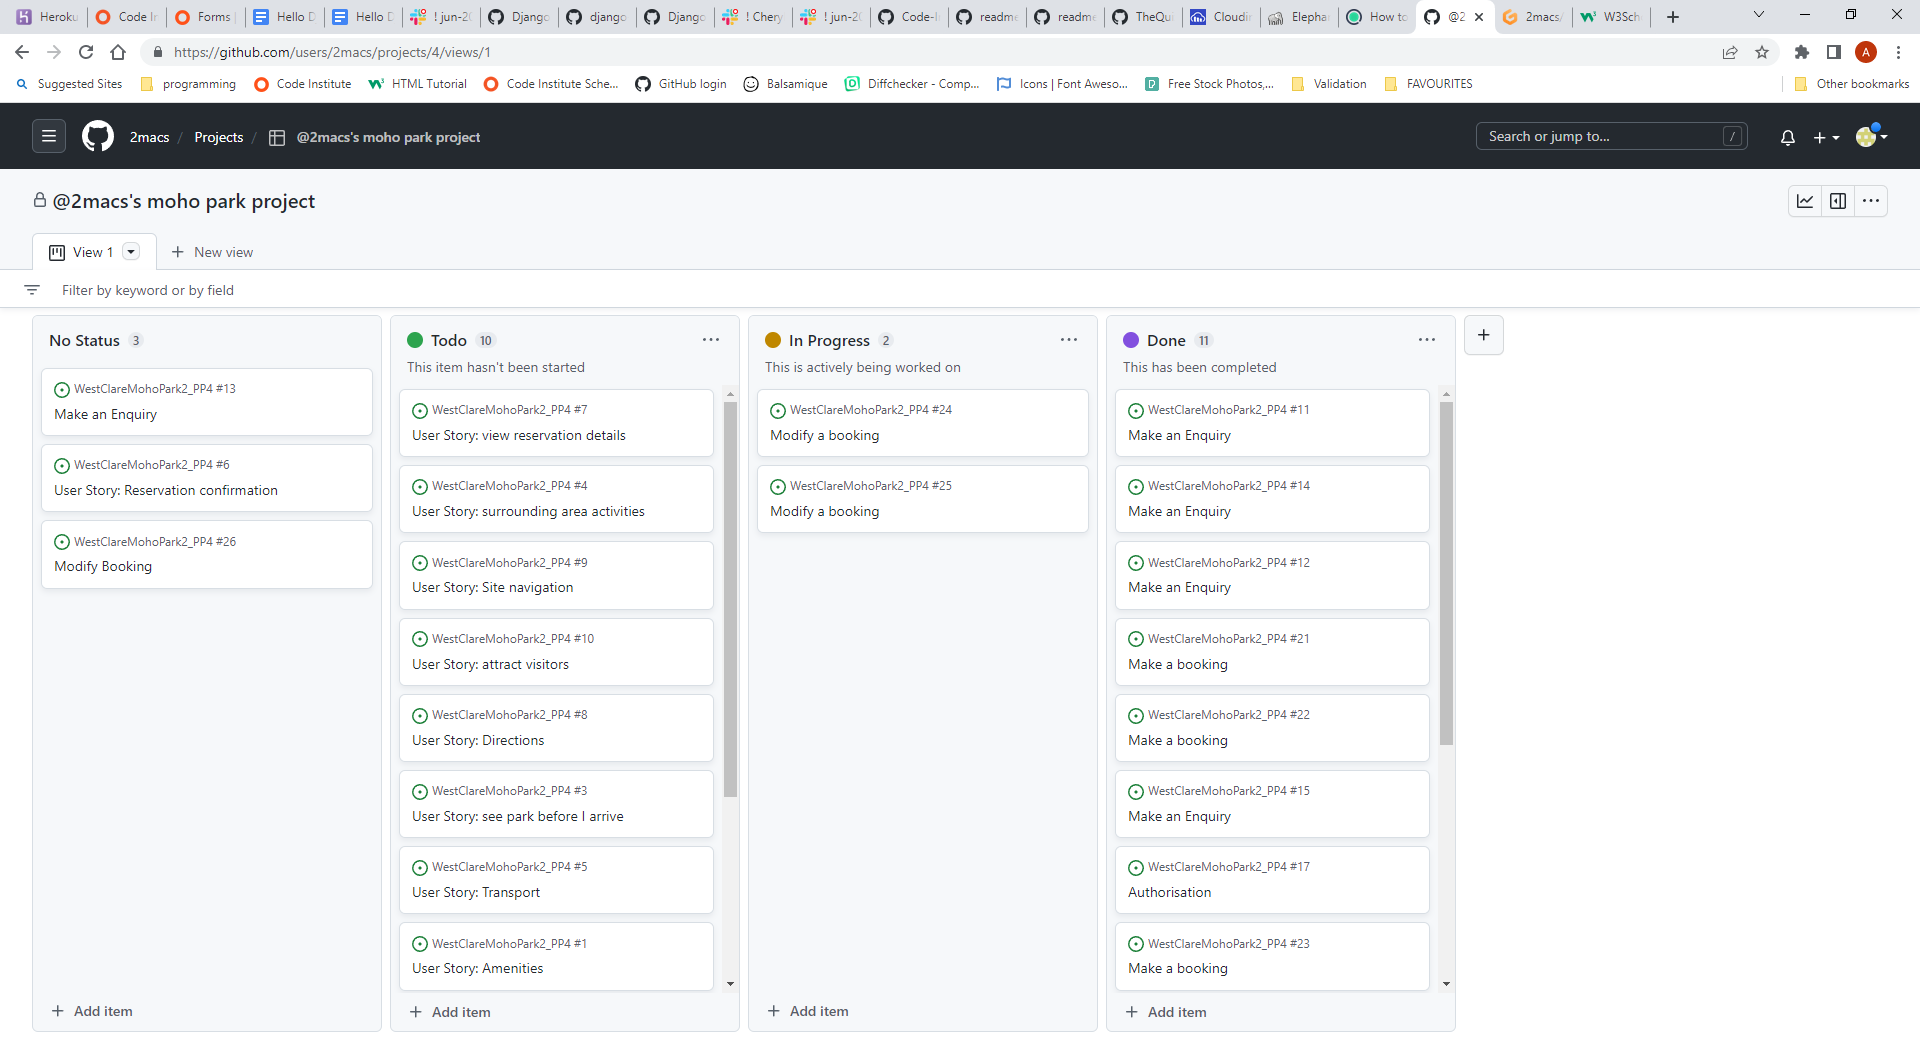 Heroku
Code In
Forms
Hello D
Hello D
! jun-20
Django
django
Django
! Chery
! jun-20
Code-I
readme
readme
TheQui
Cloudin
Elephan
How to
@2
2macs/
W3Sch
https://github.com/users/2macs/projects/4/views/1
A
Suggested Sites
programming
Code Institute
HTML Tutorial
Code Institute Sche...
GitHub login
Balsamique
Diffchecker - Comp...
Icons | Font Aweso...
Free Stock Photos,...
Validation
FAVOURITES
Other bookmarks
2macs / Projects / @2macs's moho park project
Search or jump to...
/
@2macs's moho park project
View 1
New view
Filter by keyword or by field
No Status 3
WestClareMohoPark2_PP4 #13
Make an Enquiry
WestClareMohoPark2_PP4 #6
User Story: Reservation confirmation
WestClareMohoPark2_PP4 #26
Modify Booking
+ Add item
Todo 10
This item hasn't been started
WestClareMohoPark2_PP4 #7
User Story: view reservation details
WestClareMohoPark2_PP4 #4
User Story: surrounding area activities
WestClareMohoPark2_PP4 #9
User Story: Site navigation
WestClareMohoPark2_PP4 #10
User Story: attract visitors
WestClareMohoPark2_PP4 #8
User Story: Directions
WestClareMohoPark2_PP4 #3
User Story: see park before I arrive
WestClareMohoPark2_PP4 #5
User Story: Transport
WestClareMohoPark2_PP4 #1
User Story: Amenities
+ Add item
In Progress 2
This is actively being worked on
WestClareMohoPark2_PP4 #24
Modify a booking
WestClareMohoPark2_PP4 #25
Modify a booking
+ Add item
Done 11
This has been completed
WestClareMohoPark2_PP4 #11
Make an Enquiry
WestClareMohoPark2_PP4 #14
Make an Enquiry
WestClareMohoPark2_PP4 #12
Make an Enquiry
WestClareMohoPark2_PP4 #21
Make a booking
WestClareMohoPark2_PP4 #22
Make a booking
WestClareMohoPark2_PP4 #15
Make an Enquiry
WestClareMohoPark2_PP4 #17
Authorisation
WestClareMohoPark2_PP4 #23
Make a booking
+ Add item